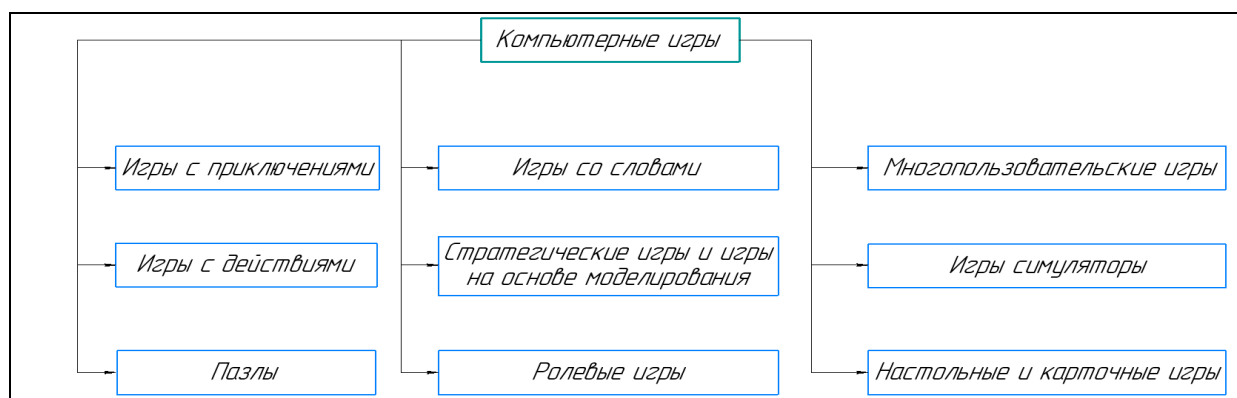 Компьютерные игры
Игры с приключениями
Игры со словами
Многопользовательские игры
Игры с действиями
Стратегические игры и игры
на основе моделирования
Игры симуляторы
Пазлы
Ролевые игры
Настольные и карточные игры